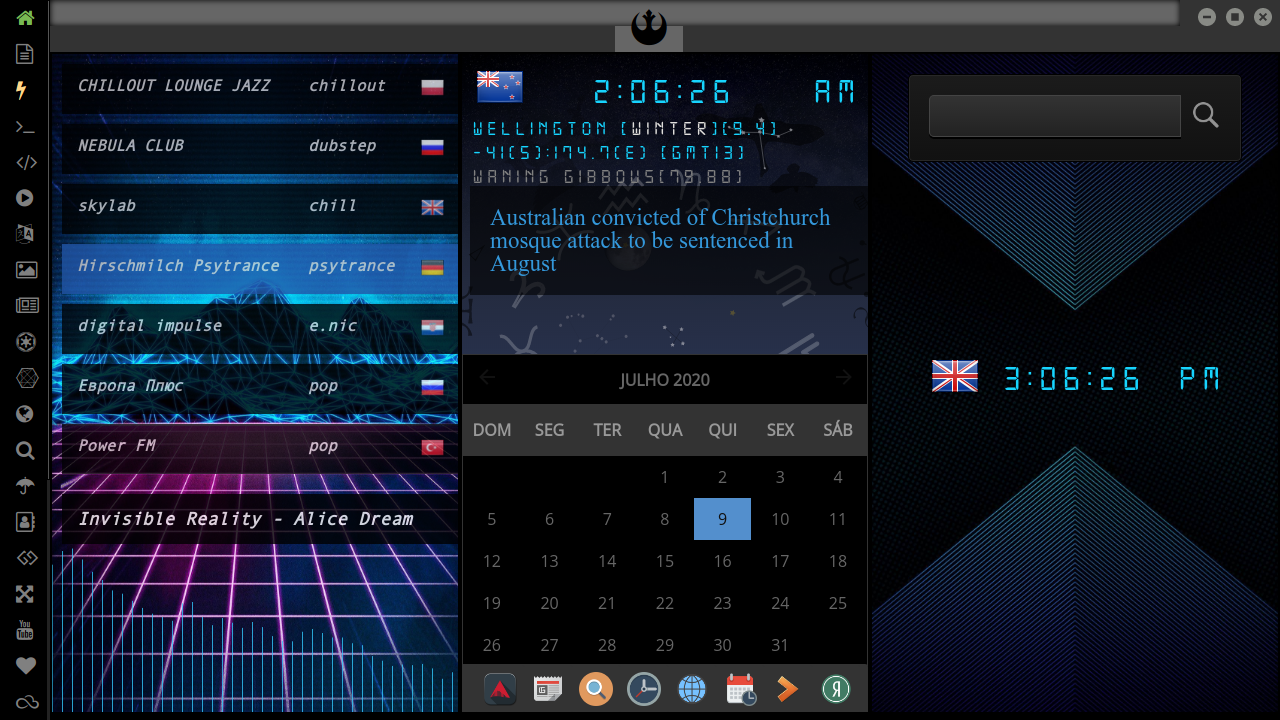 CHILLOUT LOUNGE JAZZ chillout
NEBULA CLUB dubstep
skylab chill
Hirschmilch Psytrance psytrance
digital impulse e.nic
Европа Плюс pop
Power FM pop
Invisible Reality - Alice Dream
2:06:26 AM
WELLINGTON [WINTER][9.4]
-41(S):174.7(E) [GMT13]
WANING GIBBOUS[79.88]
Australian convicted of Christchurch
mosque attack to be sentenced in
August
JULHO 2020
DOM SEG TER QUA QUI SEX SÁB
1 2 3 4
5 6 7 8 9 10 11
12 13 14 15 16 17 18
19 20 21 22 23 24 25
26 27 28 29 30 31
3:06:26 PM
You
Tube
Я